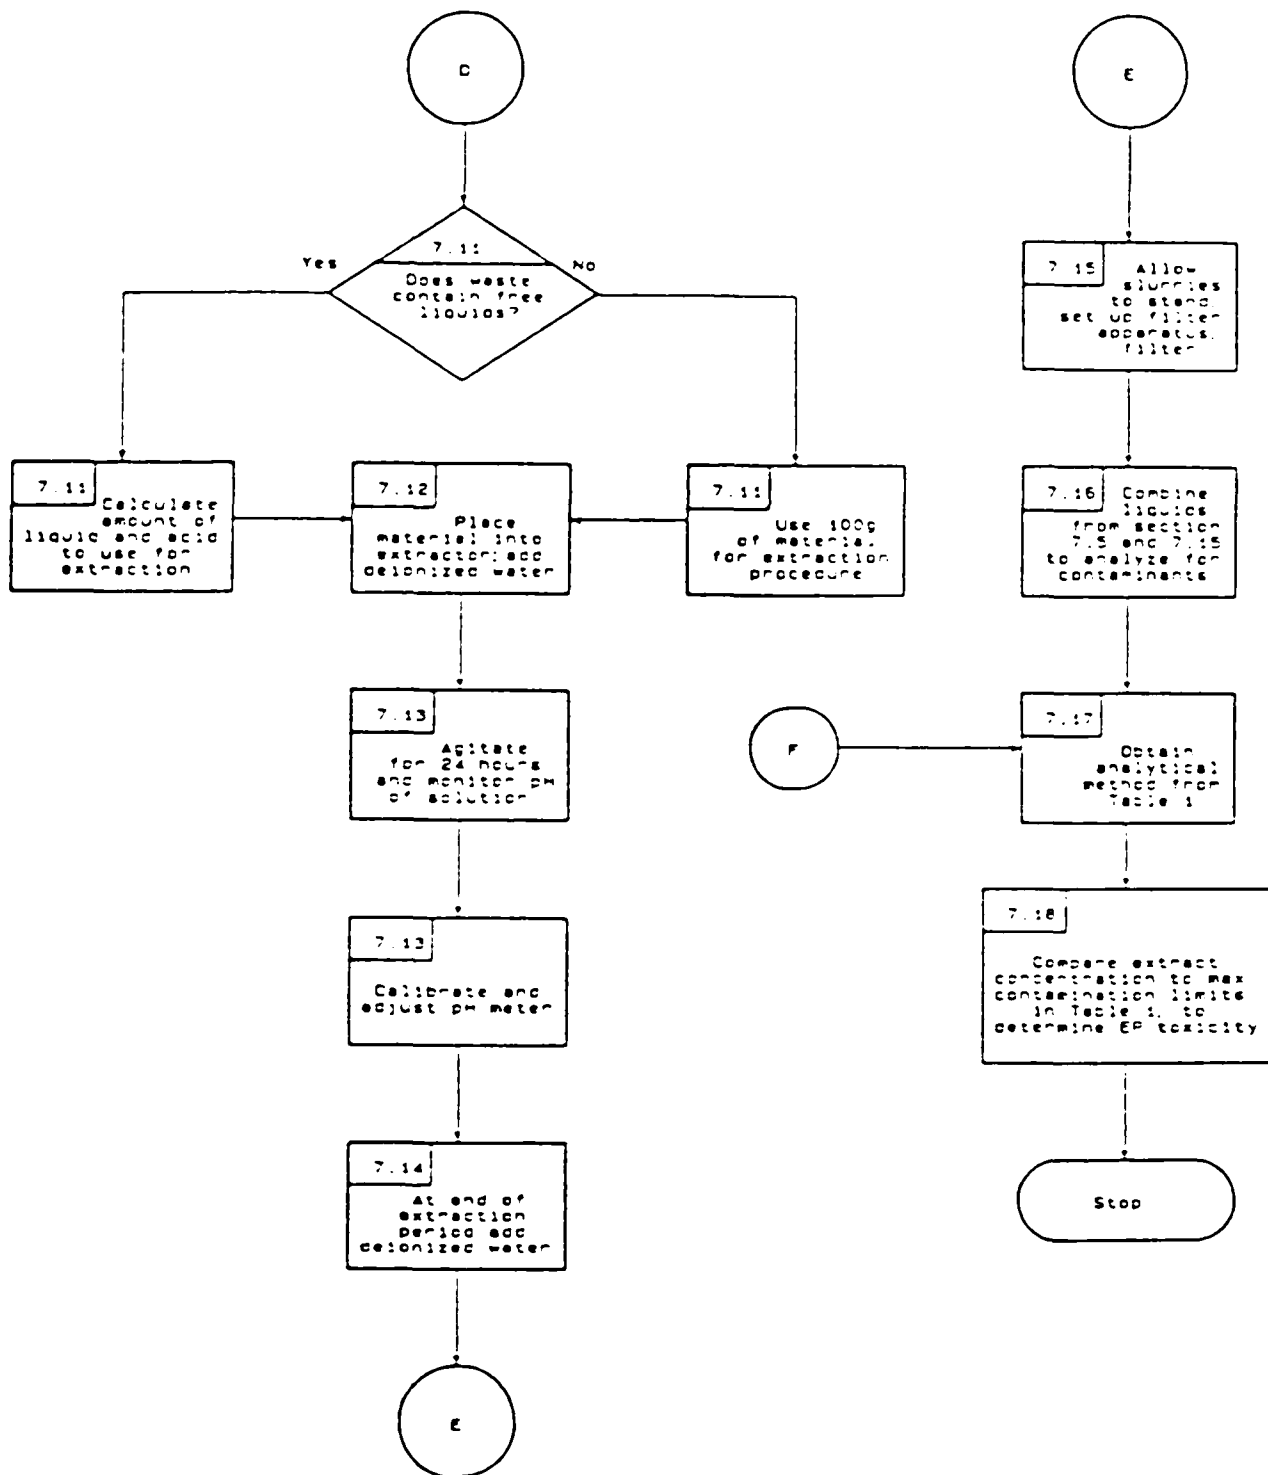 D
7.11
Yes
No
Does waste
contain free
liquids?
7.11
Calculate
amount of
liquid and acid
to use for
extraction
7.12
Place
material into
extractor; add
deionized water
7.11
Use 100g
of material
for extraction
procedure
7.13
Agitate
for 24 hours
and monitor pH
of solution
7.13
Calibrate and
adjust pH meter
7.14
At end of
extraction
period add
deionized water
E
E
7.15
Allow
slurries
to stand,
set up filter
apparatus,
filter
7.16
Combine
liquids
from section
7.5 and 7.15
to analyze for
contaminants
F
7.17
Obtain
analytical
method from
Table 1
7.18
Compare extract
concentration to max
contamination limits
in Table 1, to
determine EP toxicity
Stop